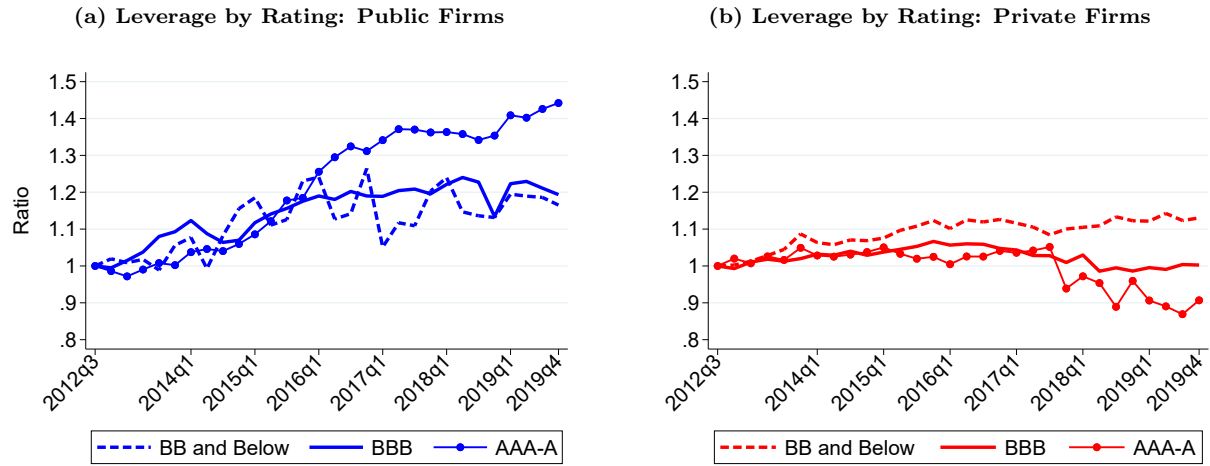 (a) Leverage by Rating: Public Firms
1.5
1.4
1.3
1.2
1.1
1
.9
.8
Ratio
2012q3
2014q1
2015q1
2016q1
2017q1
2018q1
2019q1
2019q4
BB and Below
BBB
AAA-A
(b) Leverage by Rating: Private Firms
1.5
1.4
1.3
1.2
1.1
1
.9
.8
2012q3
2014q1
2015q1
2016q1
2017q1
2018q1
2019q1
2019q4
BB and Below
BBB
AAA-A